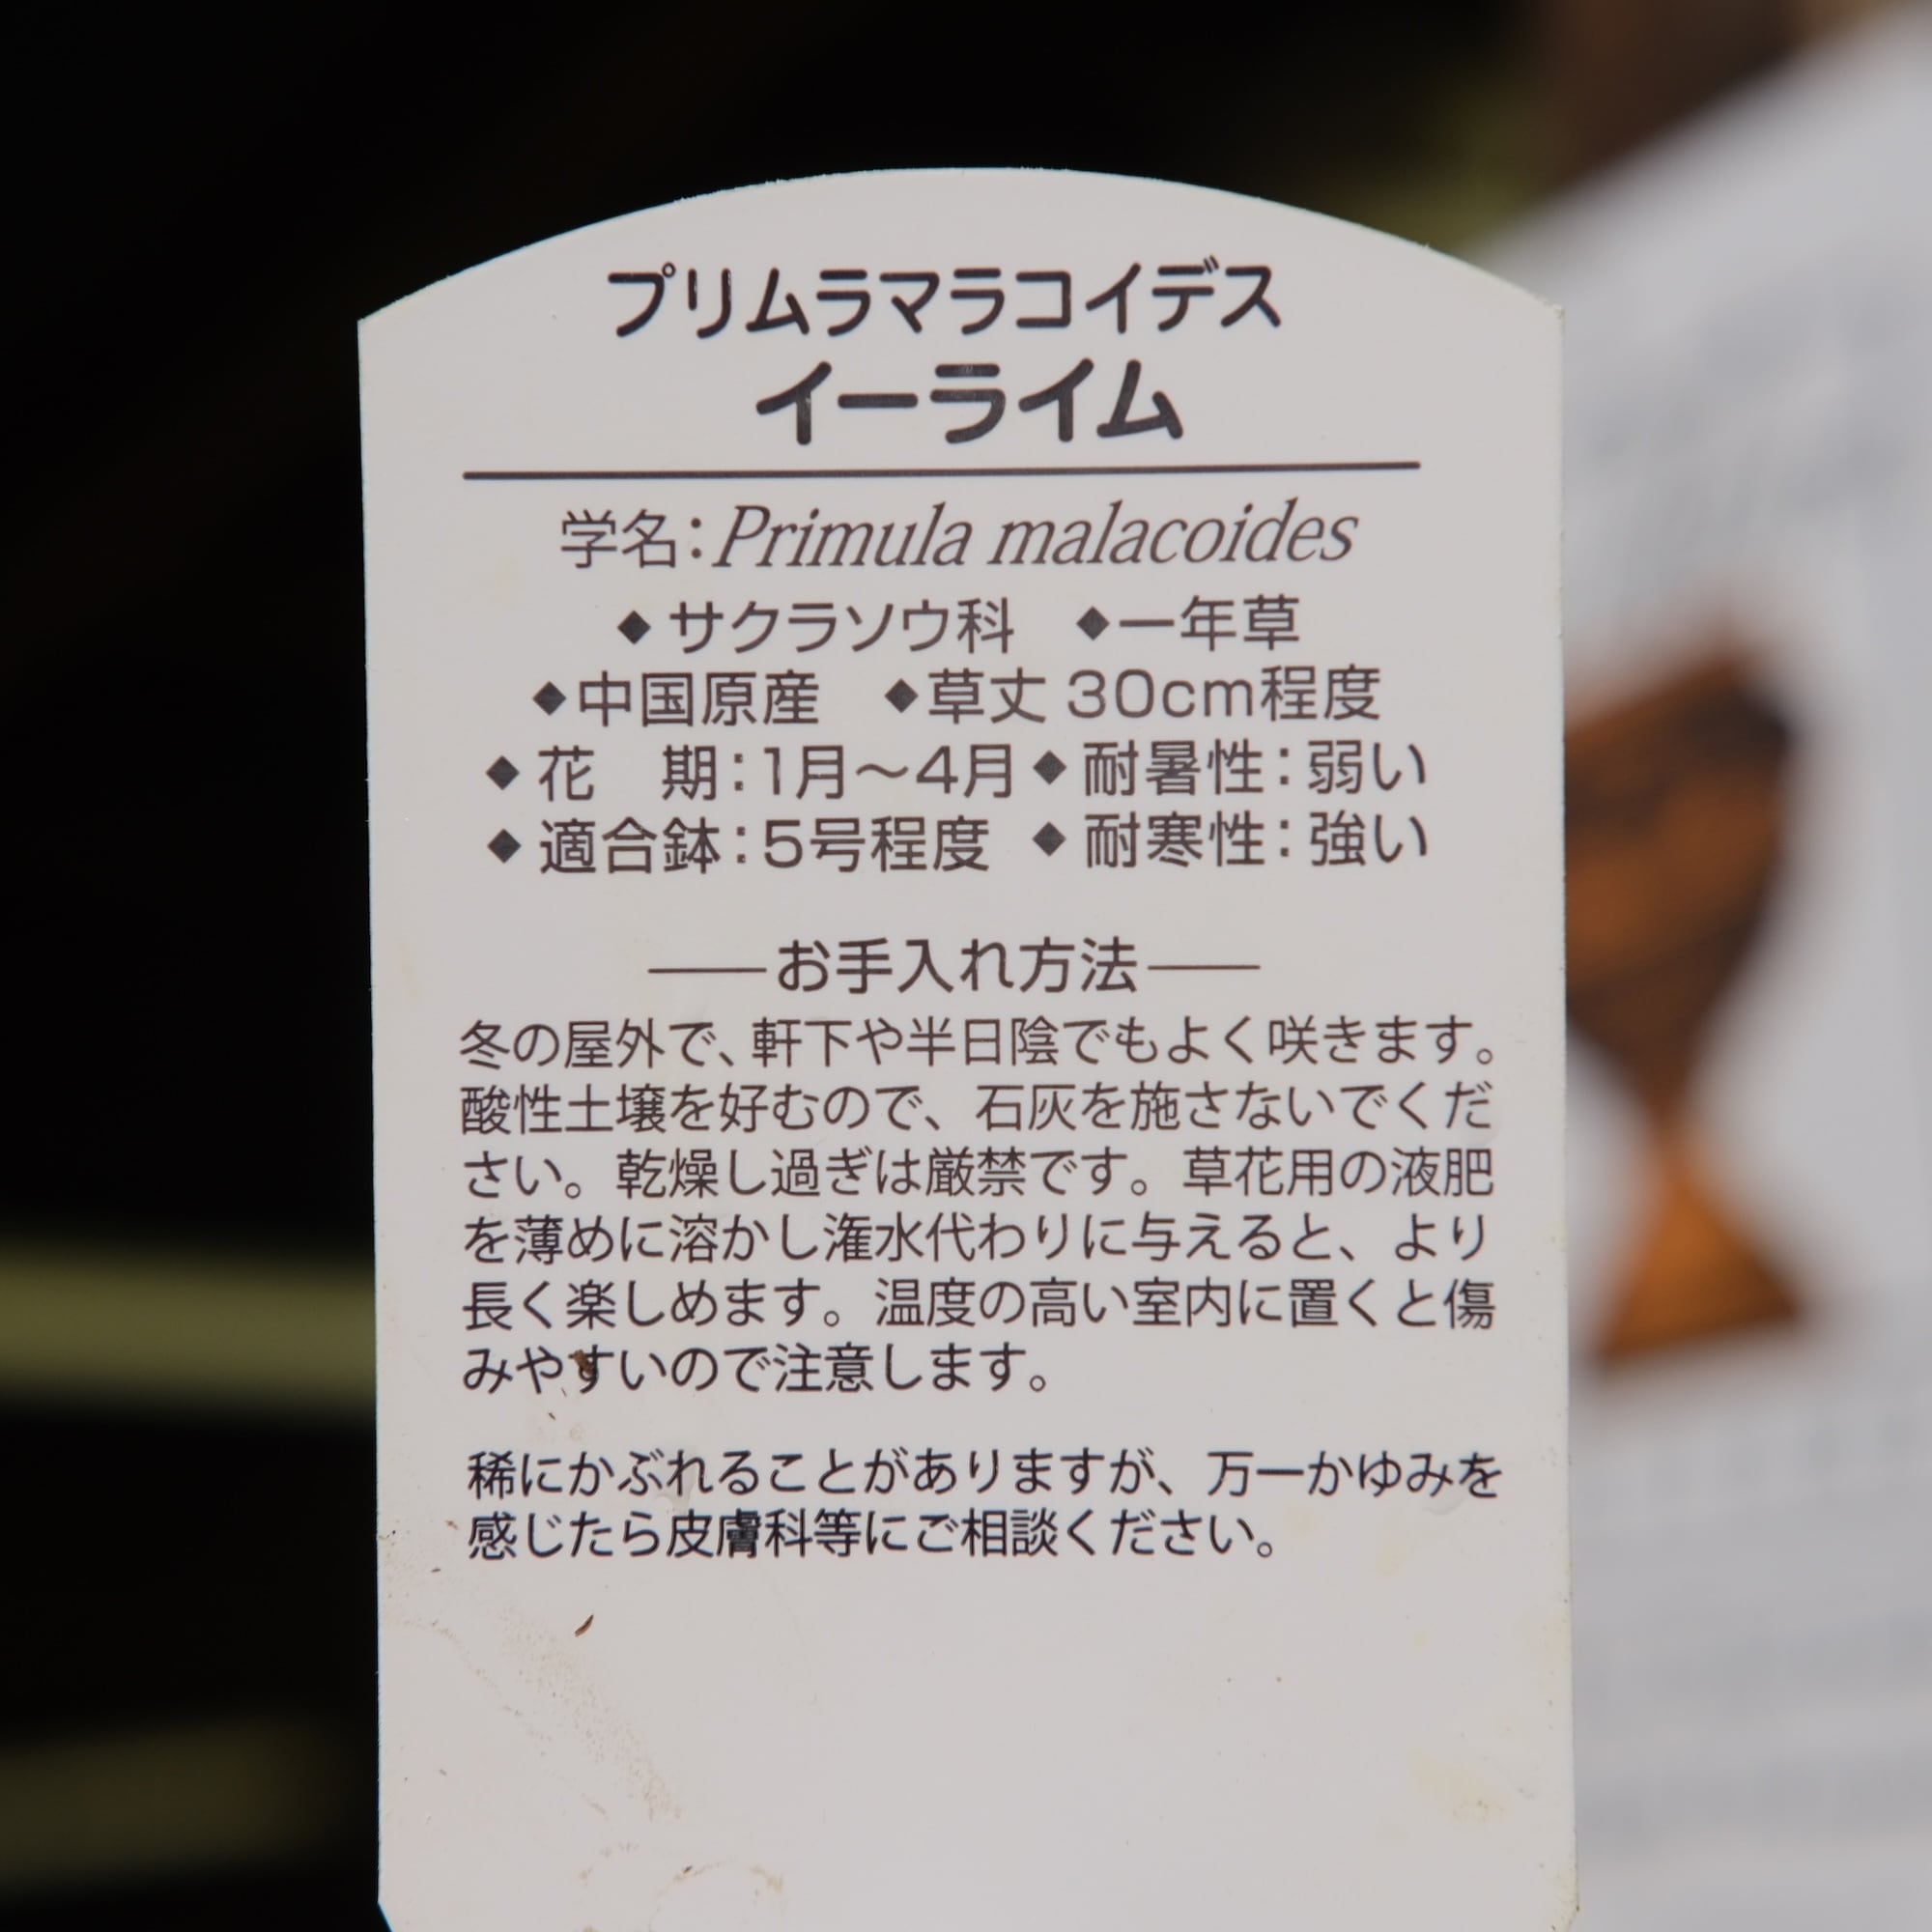 プリムラマラコイデス
イーライム
学名：Primula malacoides
◆サクラソウ科　◆一年草
◆中国原産　◆草丈 30cm程度
◆花　期：1月～4月◆耐暑性：弱い
◆適合鉢：5号程度 ◆耐寒性：強い
――お手入れ方法――
冬の屋外で、軒下や半日陰でもよく咲きます。
酸性土壌を好むので、石灰を施さないでくだ
さい。乾燥し過ぎは厳禁です。草花用の液肥
を薄めに溶かし潅水代わりに与えると、より
長く楽しめます。温度の高い室内に置くと傷
みやすいので注意します。
稀にかぶれることがありますが、万一かゆみを
感じたら皮膚科等にご相談ください。